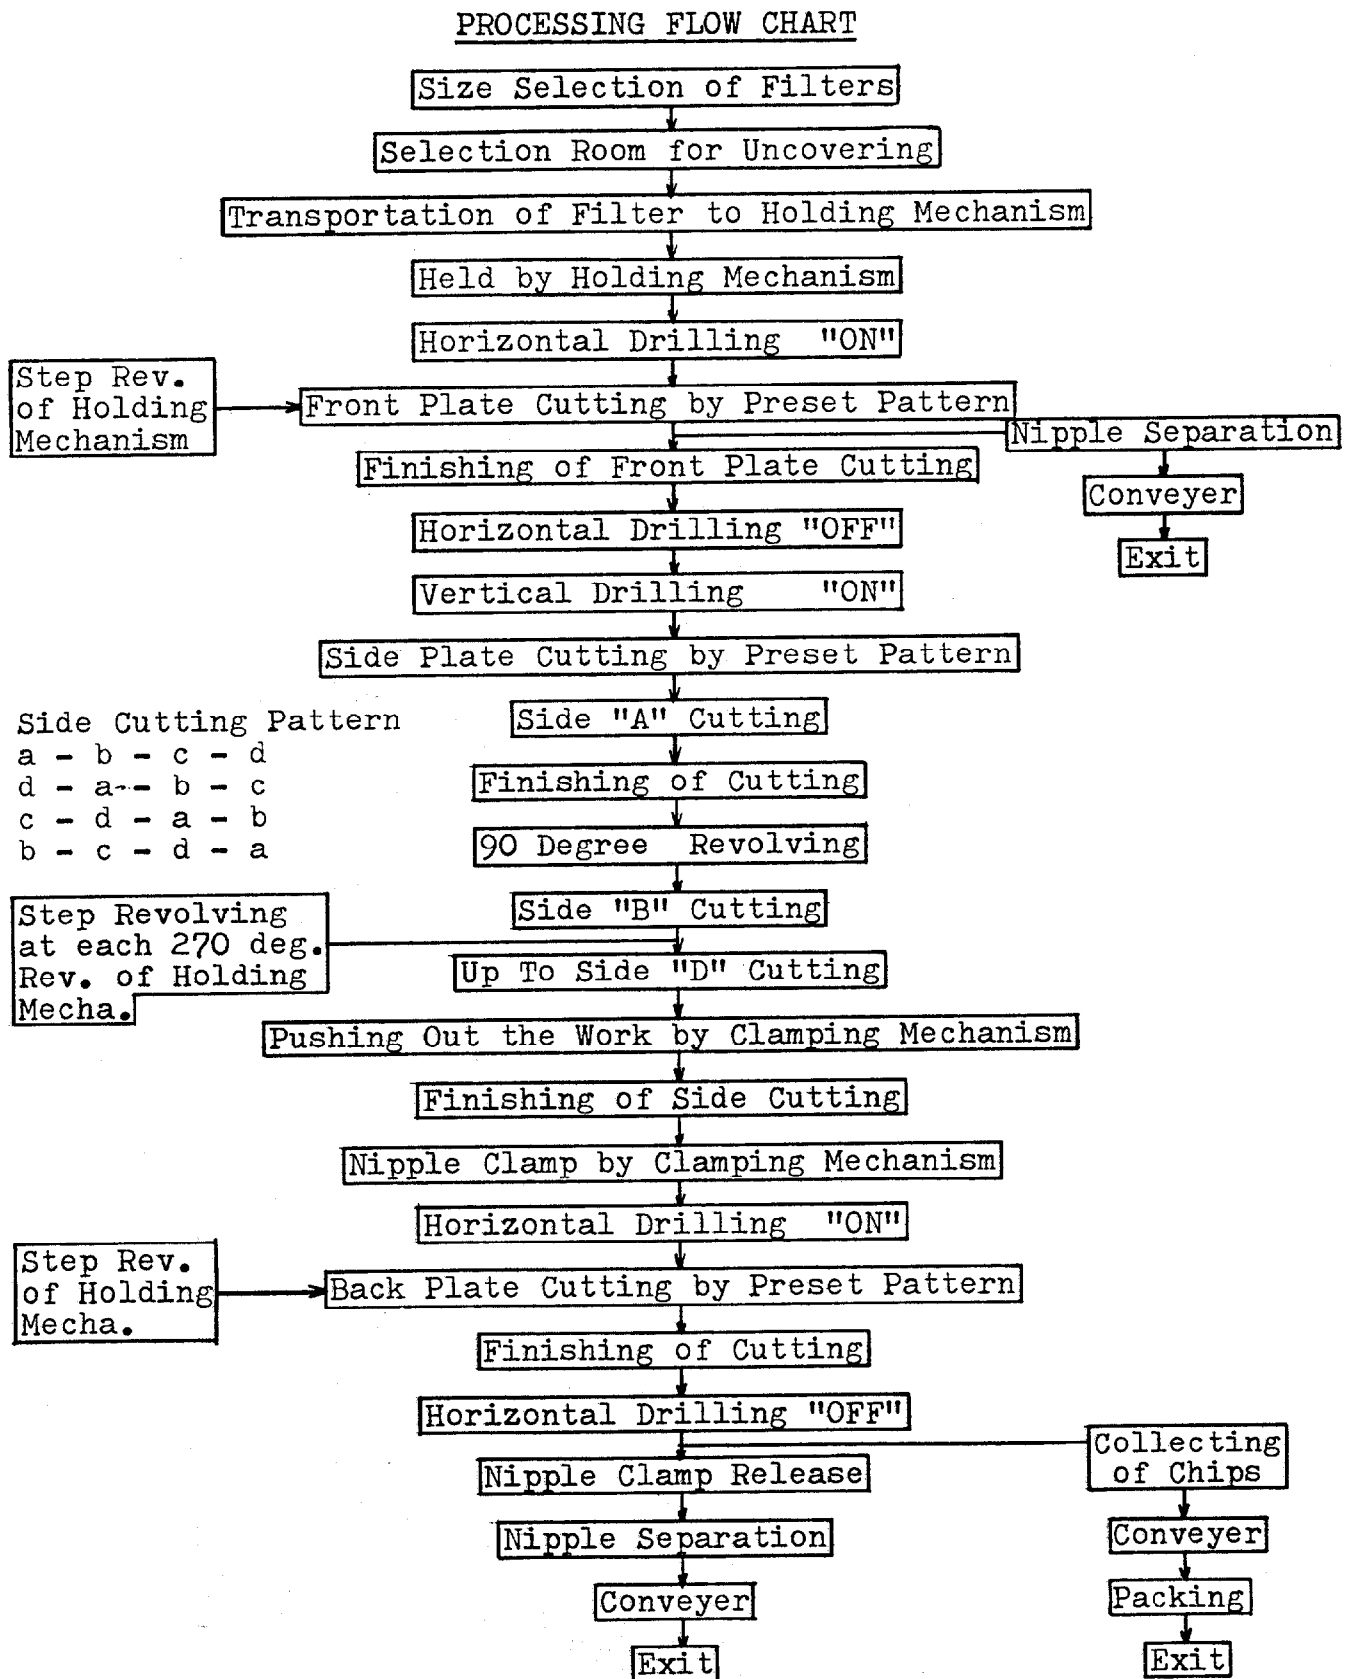 PROCESSING FLOW CHART
Size Selection of Filters
Selection Room for Uncovering
Transportation of Filter to Holding Mechanism
Held by Holding Mechanism
Horizontal Drilling "ON"
Step Rev.
of Holding
Mechanism
Front Plate Cutting by Preset Pattern
Nipple Separation
Conveyer
Exit
Finishing of Front Plate Cutting
Horizontal Drilling "OFF"
Vertical Drilling "ON"
Side Plate Cutting by Preset Pattern
Side "A" Cutting
Side Cutting Pattern
a - b - c - d
d - a - b - c
c - d - a - b
b - c - d - a
Finishing of Cutting
90 Degree Revolving
Side "B" Cutting
Step Revolving
at each 270 deg.
Rev. of Holding
Mecha.
Up To Side "D" Cutting
Pushing Out the Work by Clamping Mechanism
Finishing of Side Cutting
Nipple Clamp by Clamping Mechanism
Horizontal Drilling "ON"
Step Rev.
of Holding
Mecha.
Back Plate Cutting by Preset Pattern
Finishing of Cutting
Horizontal Drilling "OFF"
Collecting
of Chips
Nipple Clamp Release
Nipple Separation
Conveyer
Exit
Conveyer
Packing
Exit